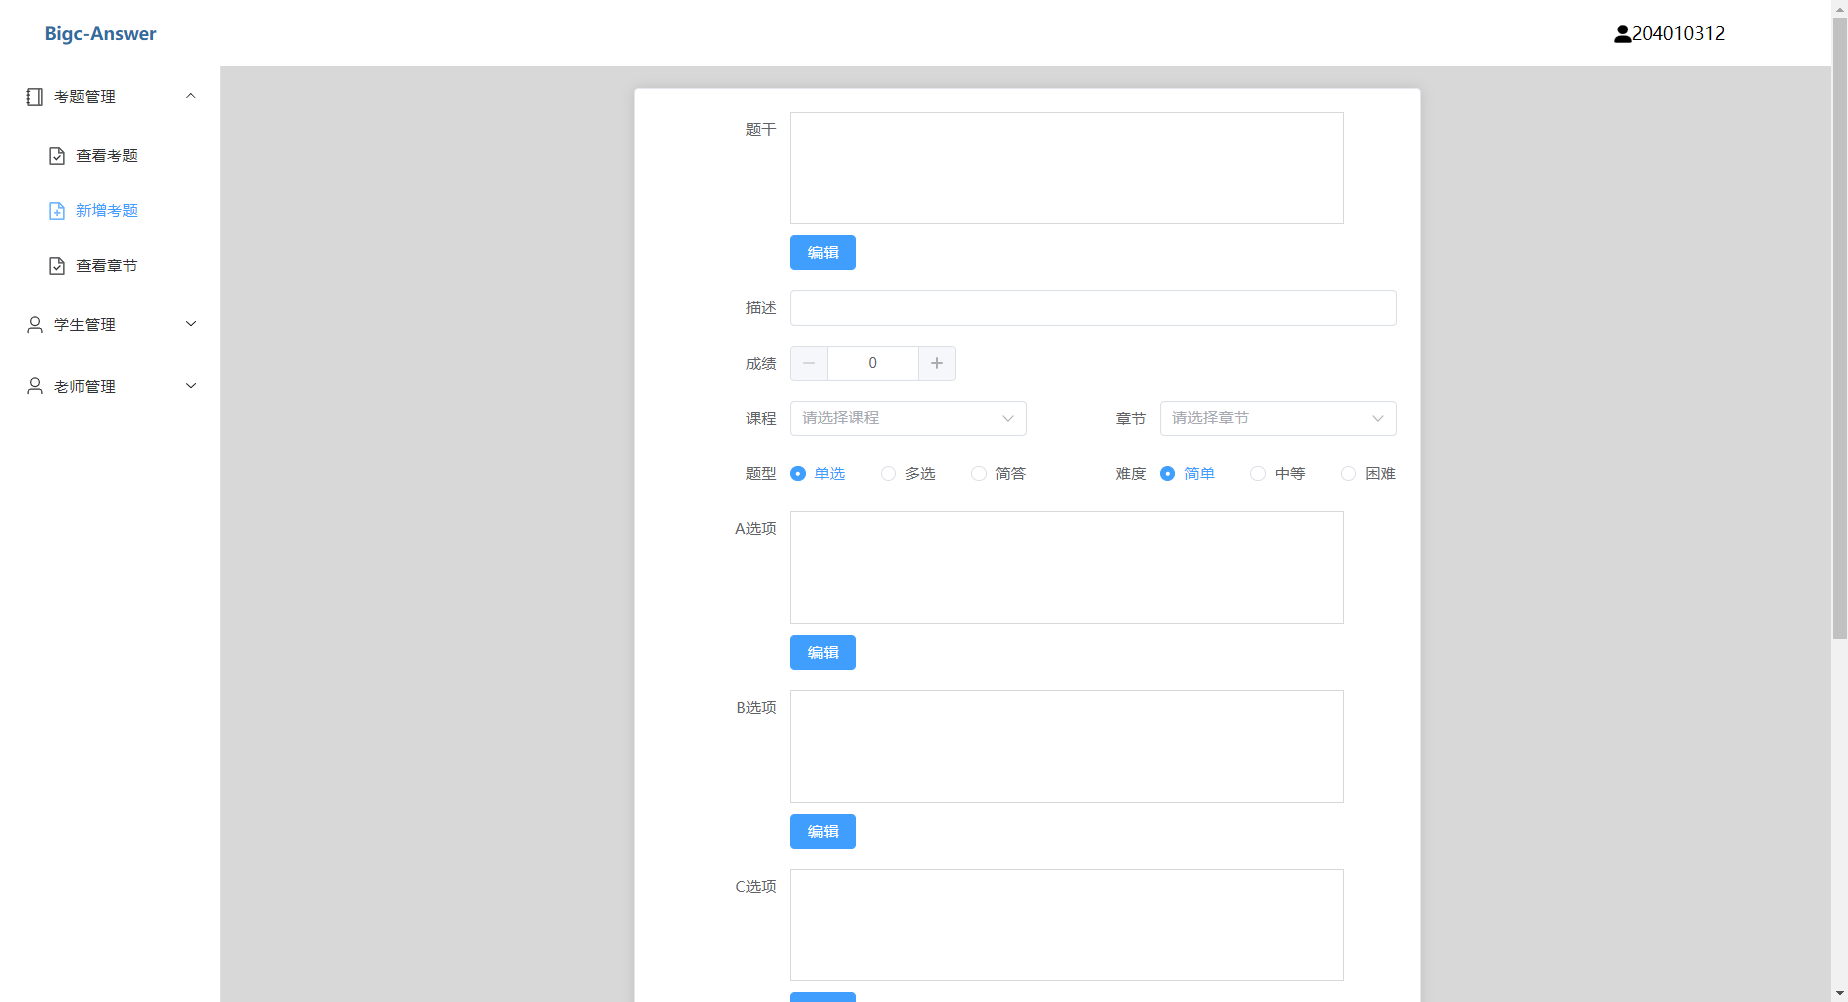 Bigc-Answer
204010312
考题管理
查看考题
新增考题
查看章节
学生管理
老师管理
题干
编辑
描述
成绩 0
课程 请选择课程 章节 请选择章节
题型 单选 多选 简答 难度 简单 中等 困难
A选项
编辑
B选项
编辑
C选项